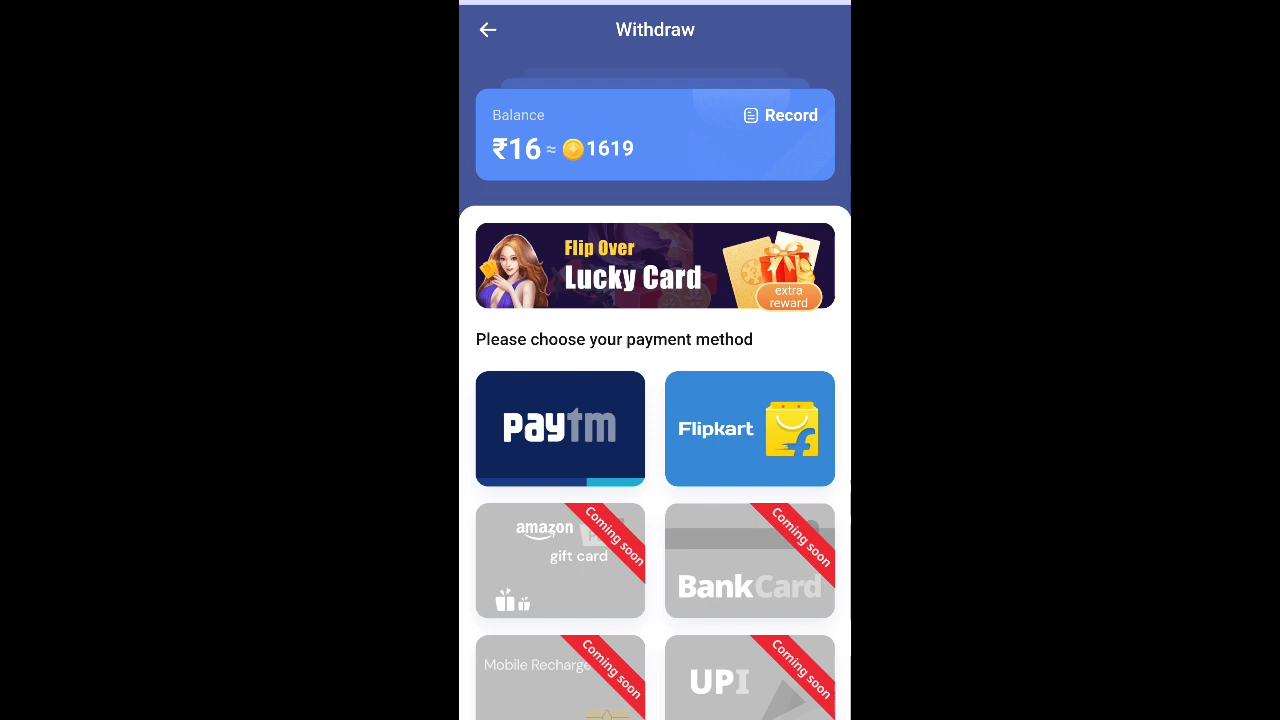 Withdraw
Balance
Record
₹16 ≈ 1619
Flip Over
Lucky Card
extra
reward
Please choose your payment method
paytm
Flipkart
amazon
gift card
Coming soon
BankCard
Coming soon
Mobile Recharge
Coming soon
UPI
Coming soon